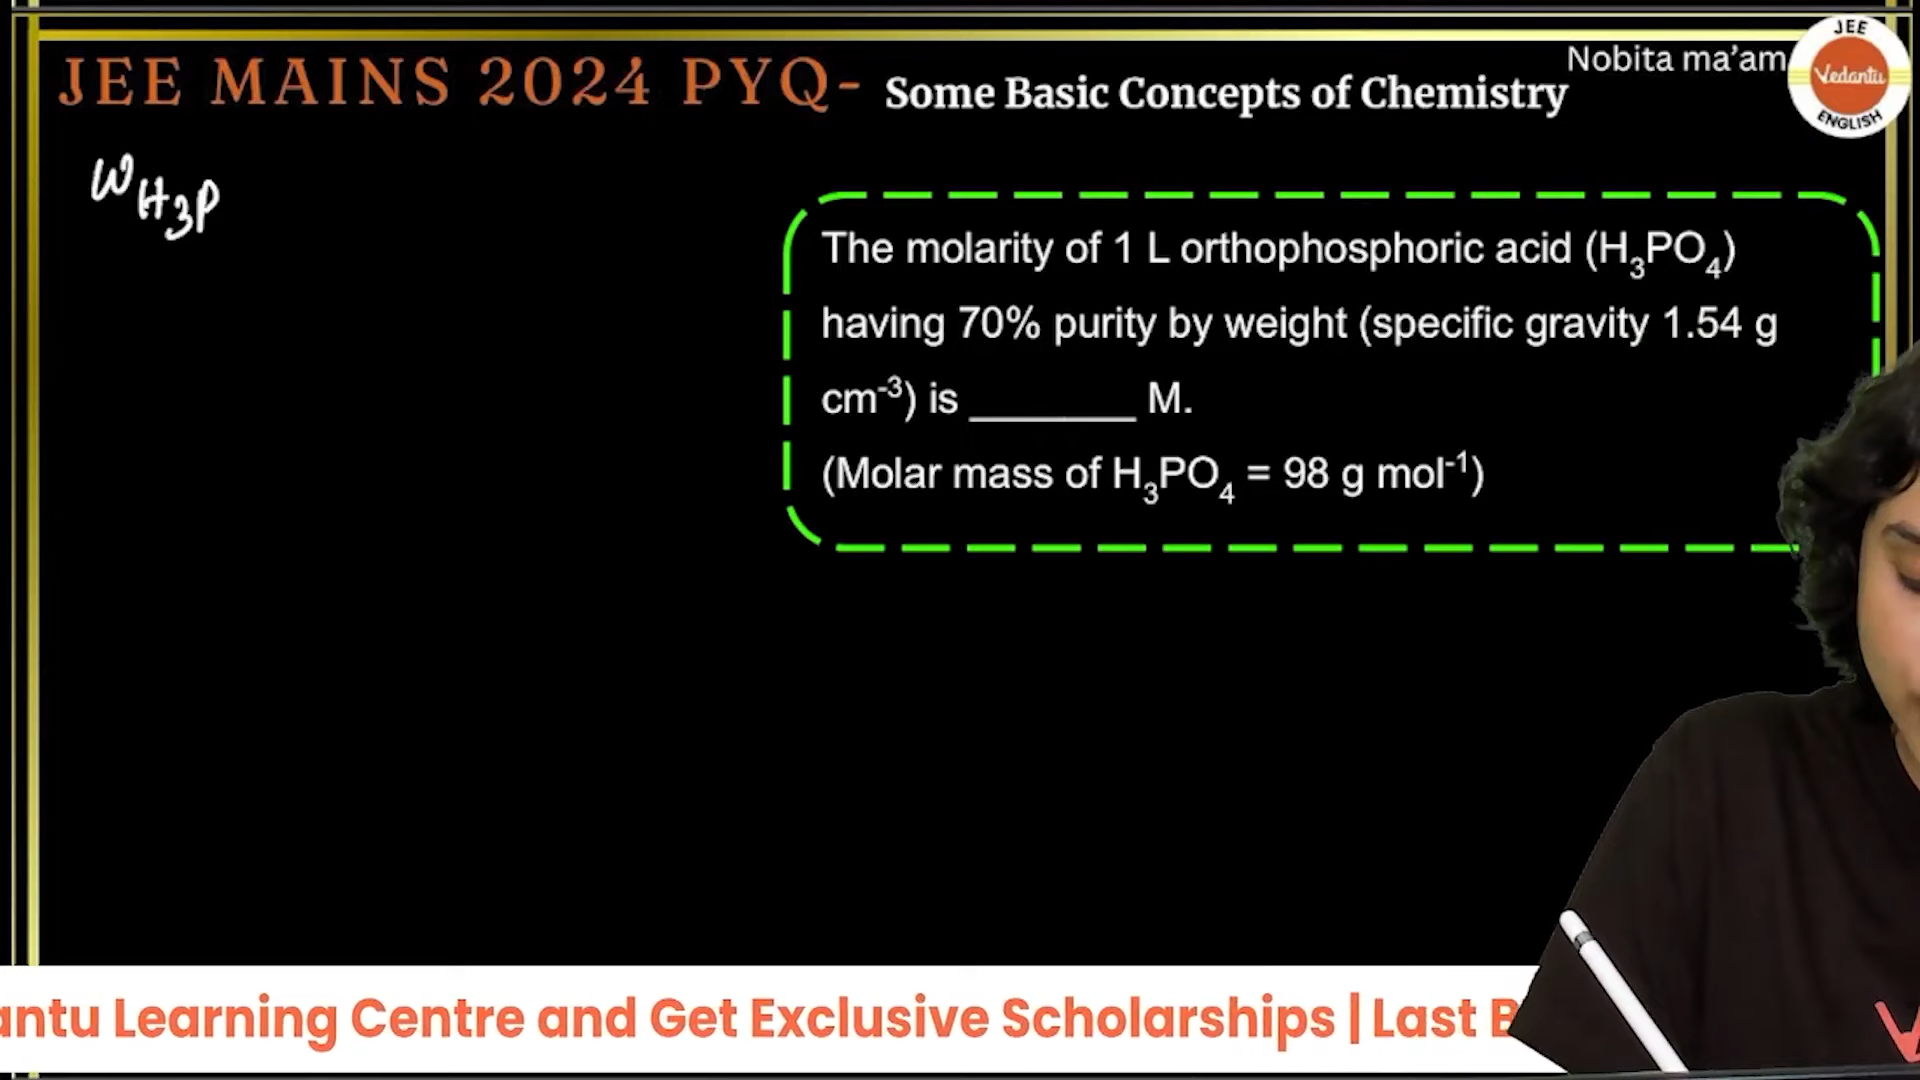 JEE MAINS 2024 PYQ- Some Basic Concepts of Chemistry
Nobita ma’am
JEE
Vedantu
ENGLISH
W H₃P
The molarity of 1 L orthophosphoric acid (H₃PO₄)
having 70% purity by weight (specific gravity 1.54 g
cm⁻³) is ________ M.
(Molar mass of H₃PO₄ = 98 g mol⁻¹)
antu Learning Centre and Get Exclusive Scholarships | Last B